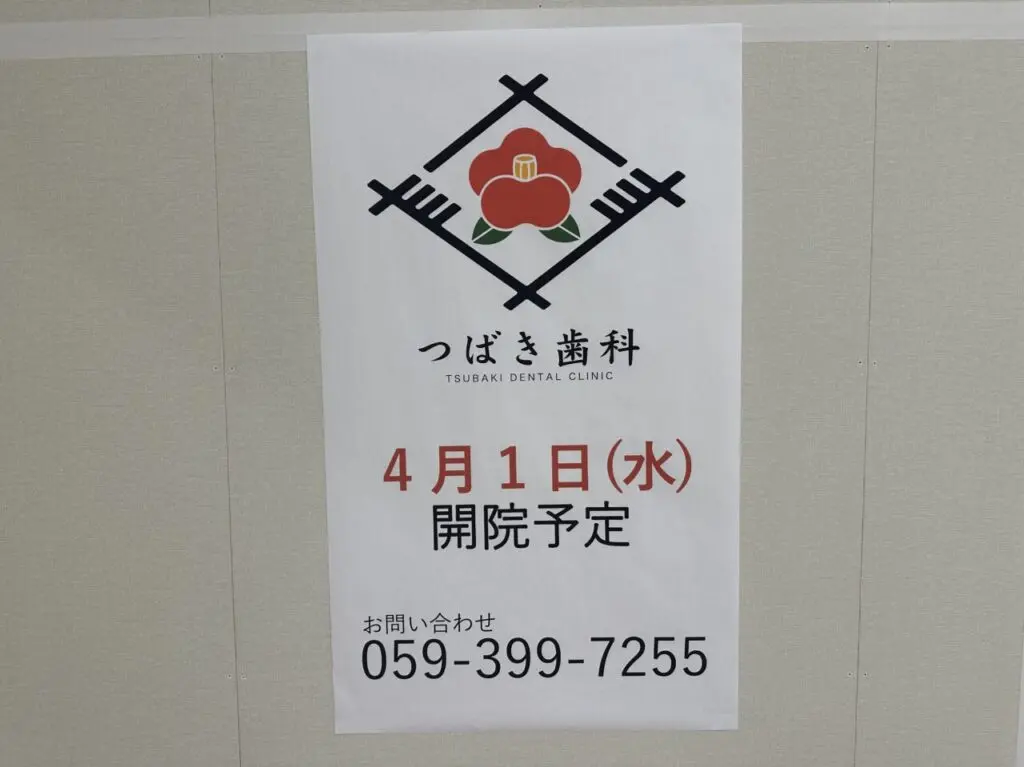 つばき歯科
TSUBAKI DENTAL CLINIC
4月1日(水)
開院予定
お問い合わせ
059-399-7255